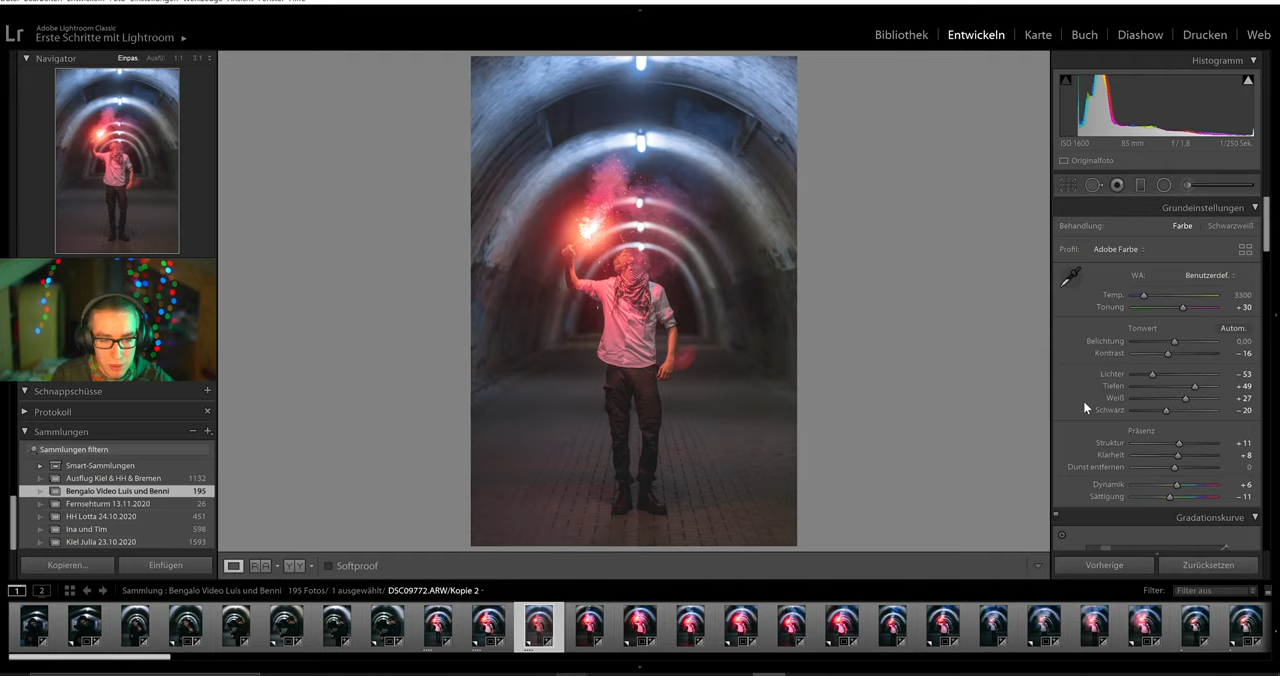 Adobe Lightroom Classic
Lr Erste Schritte mit Lightroom
Bibliothek | Entwickeln | Karte | Buch | Diashow | Drucken | Web
Navigator Einpas. Ausfü 1:1 3:1
Histogramm
ISO 1600 85 mm f / 1,8 1/250 Sek.
Originalfoto
Grundeinstellungen
Behandlung: Farbe Schwarzweiß
Profil: Adobe Farbe
WA: Benutzerdef.
Temp. 3300
Tonung + 30
Tonwert Autom.
Belichtung 0,00
Kontrast – 16
Lichter – 53
Tiefen + 49
Weiß + 27
Schwarz – 20
Präsenz
Struktur + 11
Klarheit + 8
Dunst entfernen 0
Dynamik + 6
Sättigung – 11
Gradationskurve
Vorherige Zurücksetzen
Schnappschüsse +
Protokoll ×
Sammlungen − +
Sammlungen filtern
Smart-Sammlungen
Ausflug Kiel & HH & Bremen 1132
Bengalo Video Luis und Benni 195
Fernsehturm 13.11.2020 26
HH Lotta 24.10.2020 451
Ina und Tim 598
Kiel Julia 23.10.2020 1593
Kopieren... Einfügen
R A Y Y Softproof
1 2 Sammlung : Bengalo Video Luis und Benni 195 Fotos/ 1 ausgewählt/ DSC09772.ARW/Kopie 2
Filter: Filter aus